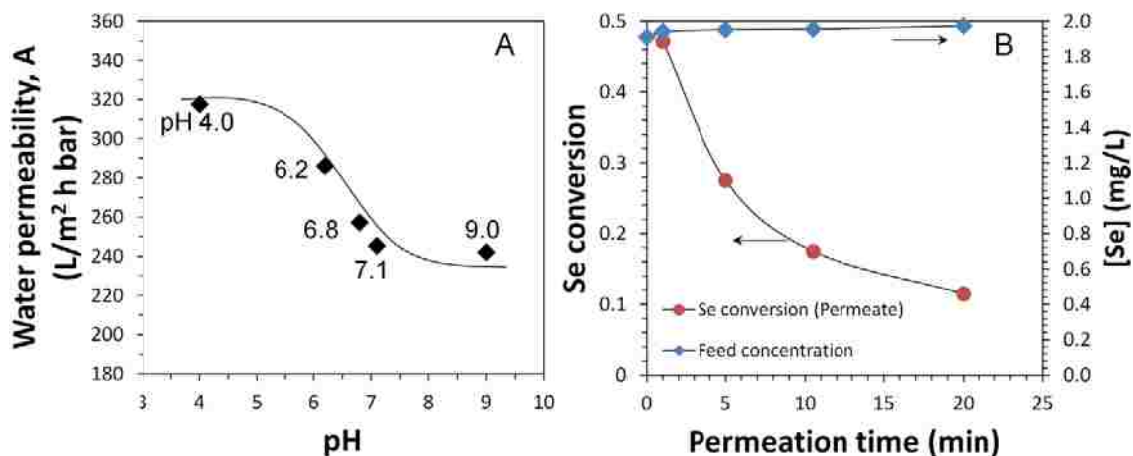 A
Water permeability, A
(L/m² h bar)
360
340
320
300
280
260
240
220
200
180
pH 4.0
6.2
6.8
7.1
9.0
3 4 5 6 7 8 9 10
pH
B
Se conversion
0.5
0.4
0.3
0.2
0.1
0
Se conversion (Permeate)
Feed concentration
2.0
1.8
1.6
1.4
1.2
1.0
0.8
0.6
0.4
0.2
0.0
[Se] (mg/L)
0 5 10 15 20 25
Permeation time (min)